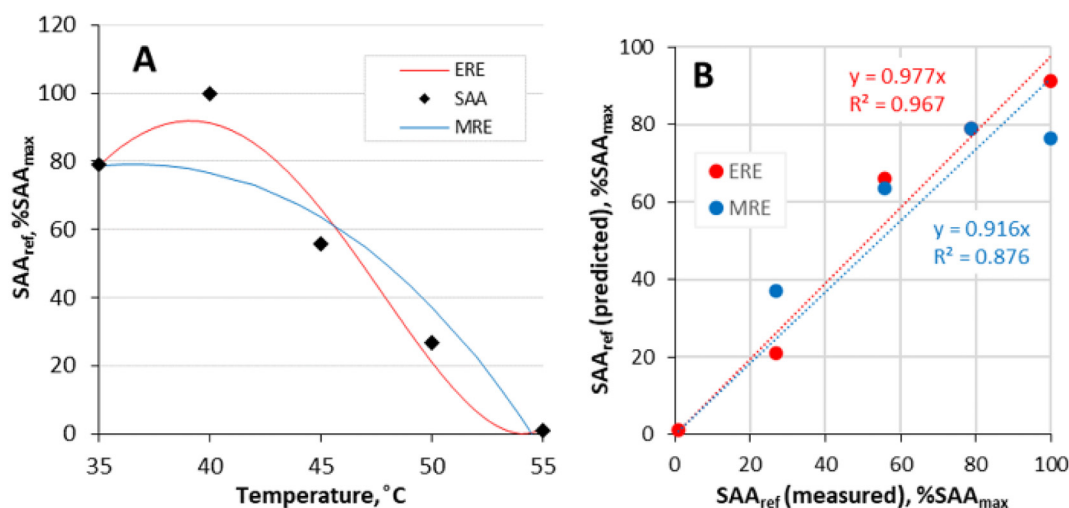 A
ERE
SAA
MRE
120
100
80
60
40
20
0
35
40
45
50
55
SAAref, %SAAmax
Temperature, °C
B
y = 0.977x
R² = 0.967
ERE
MRE
y = 0.916x
R² = 0.876
100
80
60
40
20
0
0
20
40
60
80
100
SAAref (predicted), %SAAmax
SAAref (measured), %SAAmax